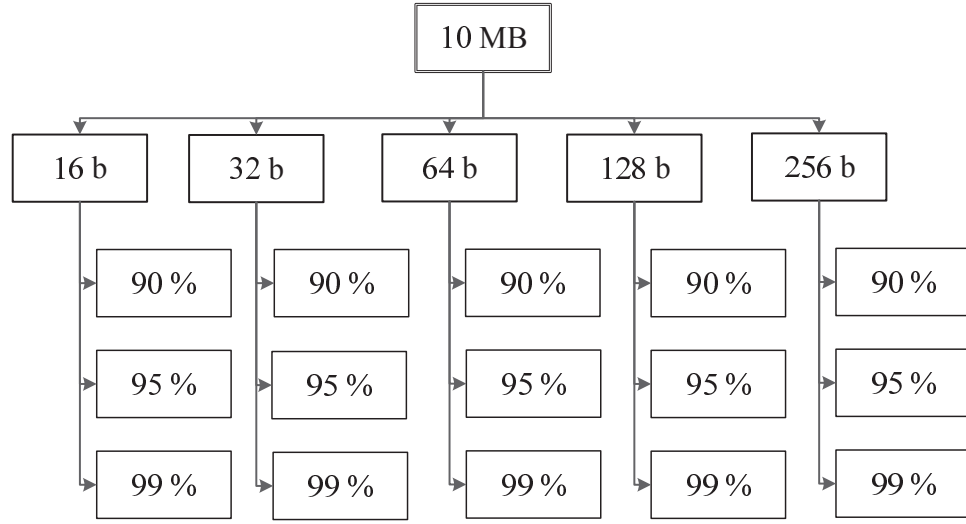 10 MB
16 b 32 b 64 b 128 b 256 b
90 % 90 % 90 % 90 % 90 %
95 % 95 % 95 % 95 % 95 %
99 % 99 % 99 % 99 % 99 %